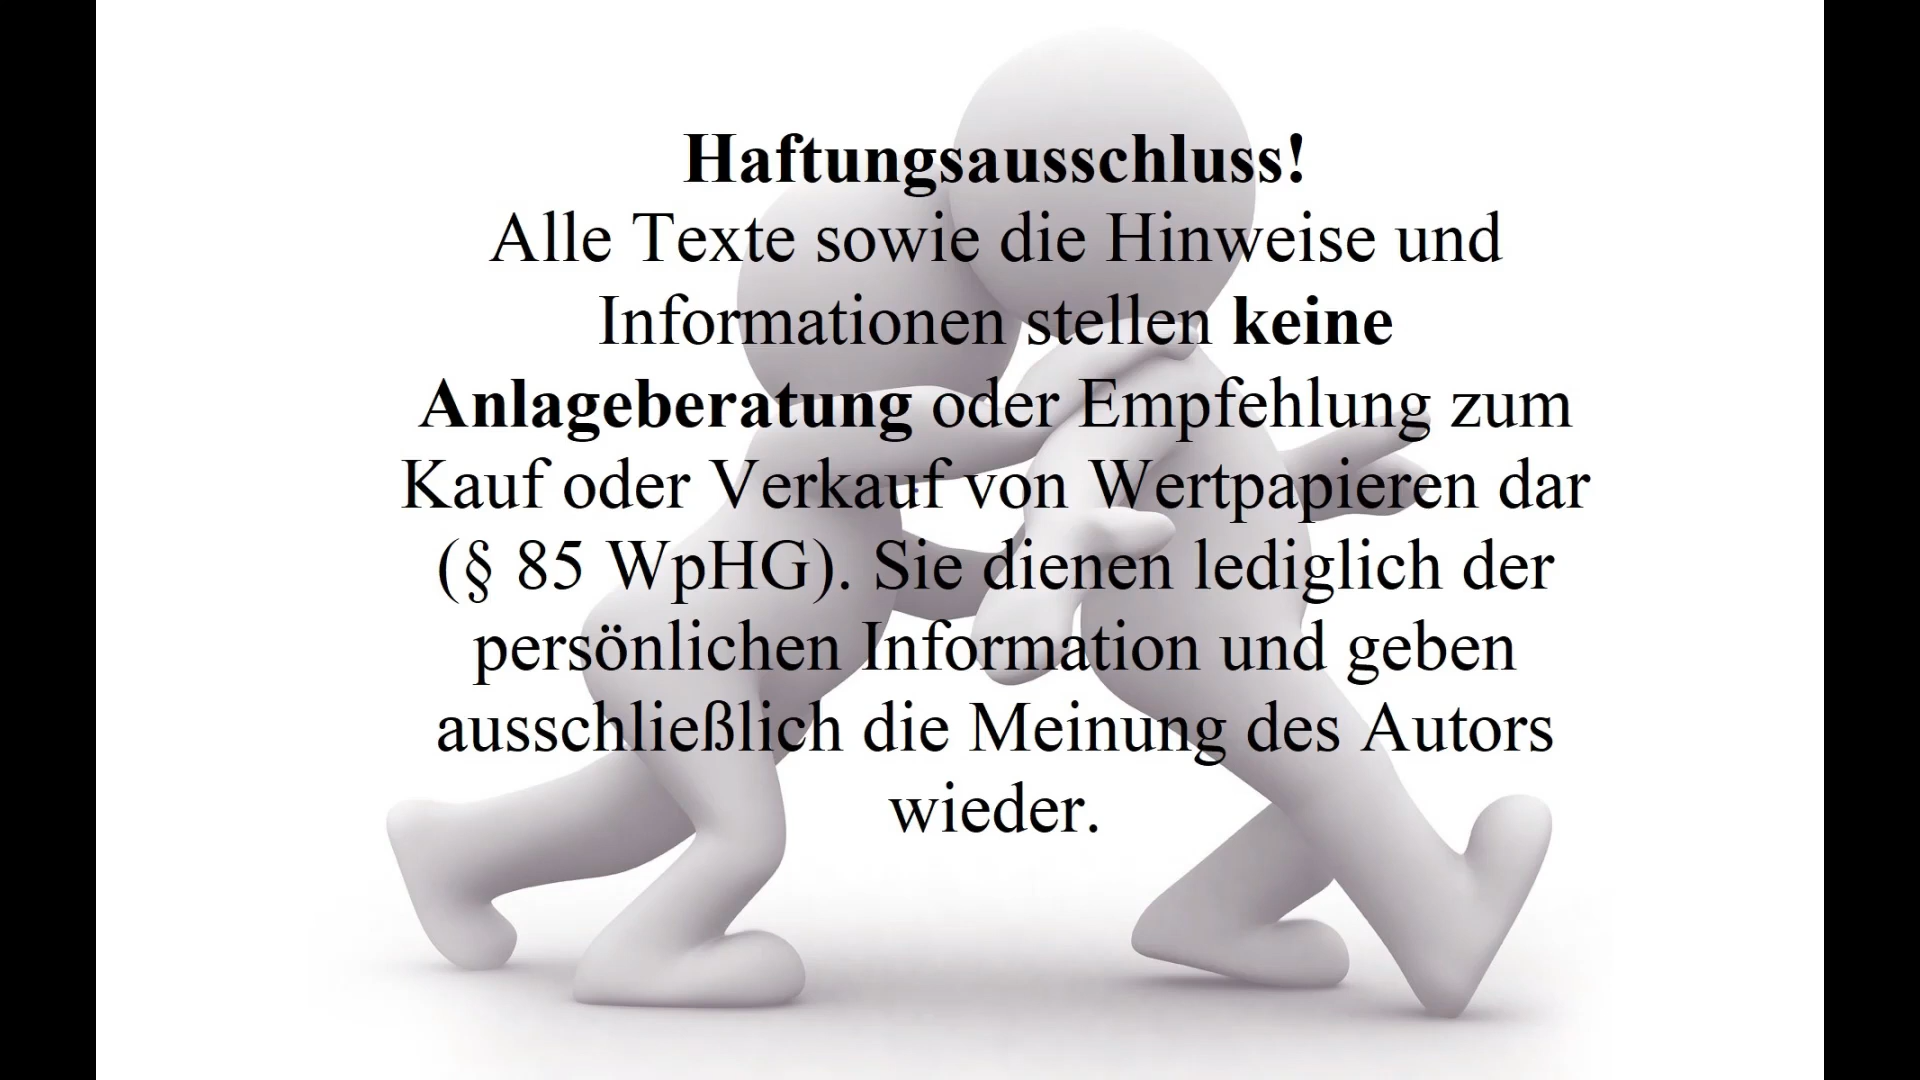 Haftungsausschluss!
Alle Texte sowie die Hinweise und
Informationen stellen keine
Anlageberatung oder Empfehlung zum
Kauf oder Verkauf von Wertpapieren dar
(§ 85 WpHG). Sie dienen lediglich der
persönlichen Information und geben
ausschließlich die Meinung des Autors
wieder.